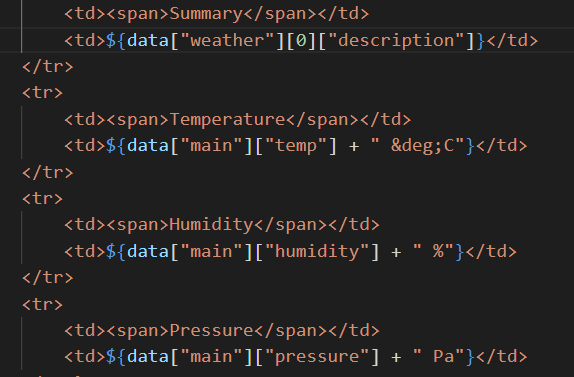 <td><span>Summary</span></td>
<td>${data["weather"][0]["description"]}</td>
</tr>
<tr>
<td><span>Temperature</span></td>
<td>${data["main"]["temp"] + " &deg;C"}</td>
</tr>
<tr>
<td><span>Humidity</span></td>
<td>${data["main"]["humidity"] + " %"}</td>
</tr>
<tr>
<td><span>Pressure</span></td>
<td>${data["main"]["pressure"] + " Pa"}</td>